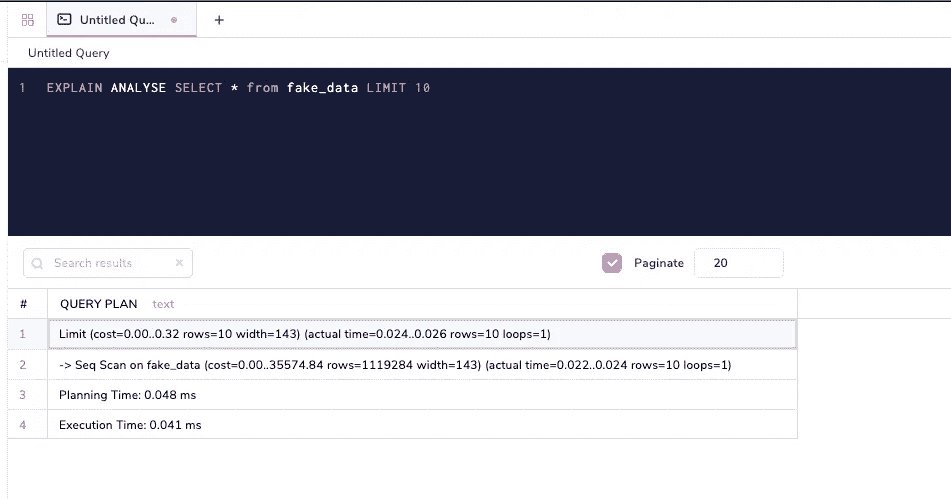 Untitled Qu...
+
Untitled Query
1 EXPLAIN ANALYSE SELECT * from fake_data LIMIT 10
Search results × Paginate 20
# QUERY PLAN text
1 Limit (cost=0.00..0.32 rows=10 width=143) (actual time=0.024..0.026 rows=10 loops=1)
2 -> Seq Scan on fake_data (cost=0.00..35574.84 rows=1119284 width=143) (actual time=0.022..0.024 rows=10 loops=1)
3 Planning Time: 0.048 ms
4 Execution Time: 0.041 ms